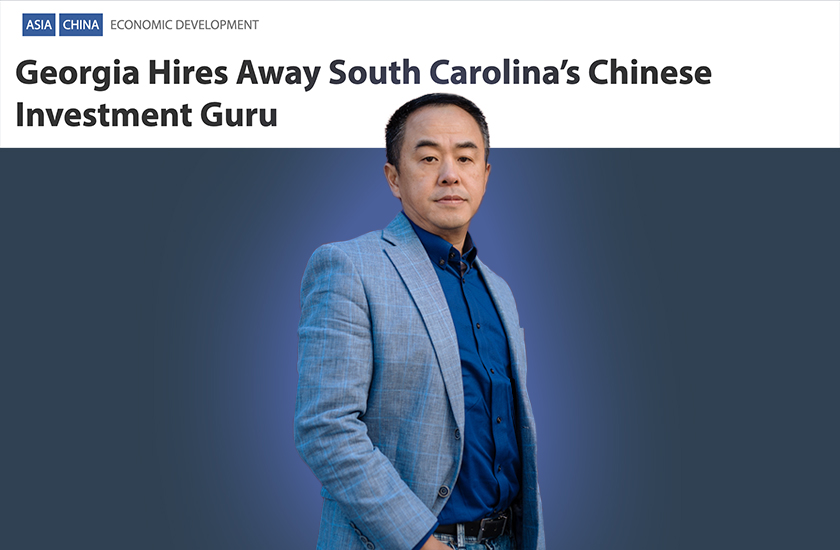 ASIA CHINA ECONOMIC DEVELOPMENT
Georgia Hires Away South Carolina’s Chinese
Investment Guru